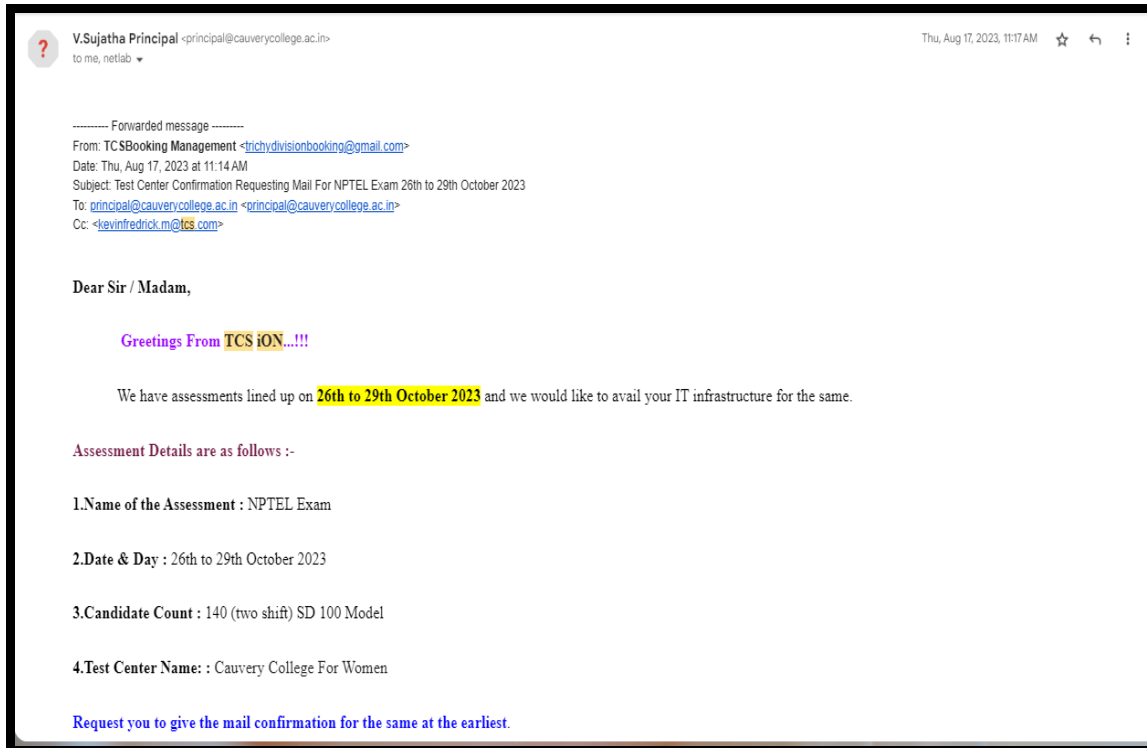 V.Sujatha Principal <principal@cauverycollege.ac.in>
Thu, Aug 17, 2023, 11:17 AM
to me, netlab
---------- Forwarded message ---------
From: TCSBooking Management <trichydivisionbooking@gmail.com>
Date: Thu, Aug 17, 2023 at 11:14 AM
Subject: Test Center Confirmation Requesting Mail For NPTEL Exam 26th to 29th October 2023
To: principal@cauverycollege.ac.in <principal@cauverycollege.ac.in>
Cc: <kevinfredrick.m@tcs.com>
Dear Sir / Madam,
Greetings From TCS iON...!!!
We have assessments lined up on 26th to 29th October 2023 and we would like to avail your IT infrastructure for the same.
Assessment Details are as follows :-
1.Name of the Assessment : NPTEL Exam
2.Date & Day : 26th to 29th October 2023
3.Candidate Count : 140 (two shift) SD 100 Model
4.Test Center Name: : Cauvery College For Women
Request you to give the mail confirmation for the same at the earliest.